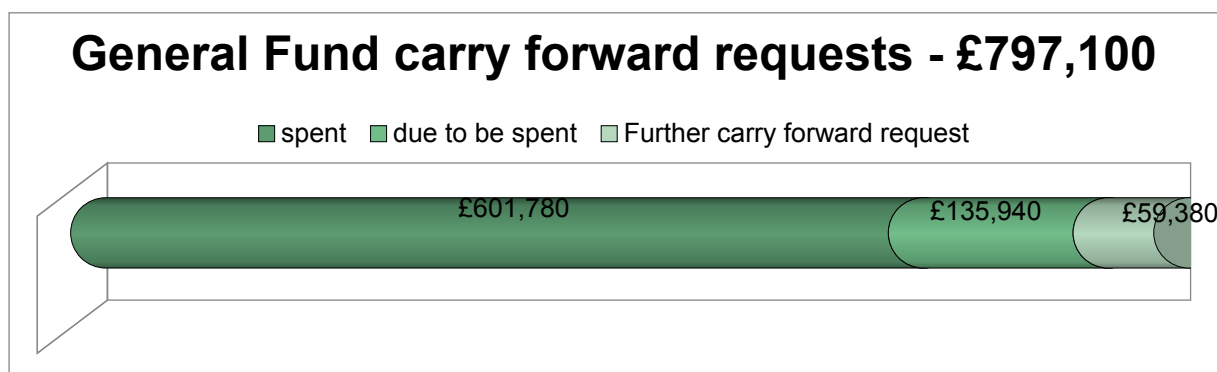 General Fund carry forward requests - £797,100
spent due to be spent Further carry forward request
£601,780 £135,940 £59,380